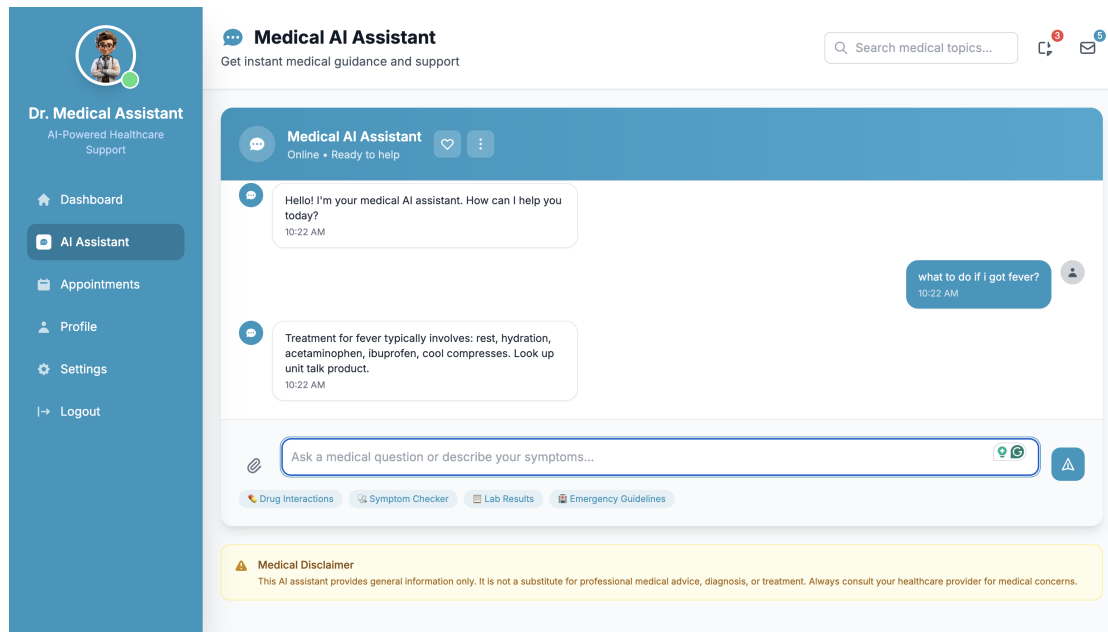 Dr. Medical Assistant
AI-Powered Healthcare
Support
Dashboard
AI Assistant
Appointments
Profile
Settings
Logout
Medical AI Assistant
Get instant medical guidance and support
Search medical topics...
3
5
Medical AI Assistant
Online • Ready to help
Hello! I'm your medical AI assistant. How can I help you
today?
10:22 AM
what to do if i got fever?
10:22 AM
Treatment for fever typically involves: rest, hydration,
acetaminophen, ibuprofen, cool compresses. Look up
unit talk product.
10:22 AM
Ask a medical question or describe your symptoms...
Drug Interactions
Symptom Checker
Lab Results
Emergency Guidelines
Medical Disclaimer
This AI assistant provides general information only. It is not a substitute for professional medical advice, diagnosis, or treatment. Always consult your healthcare provider for medical concerns.